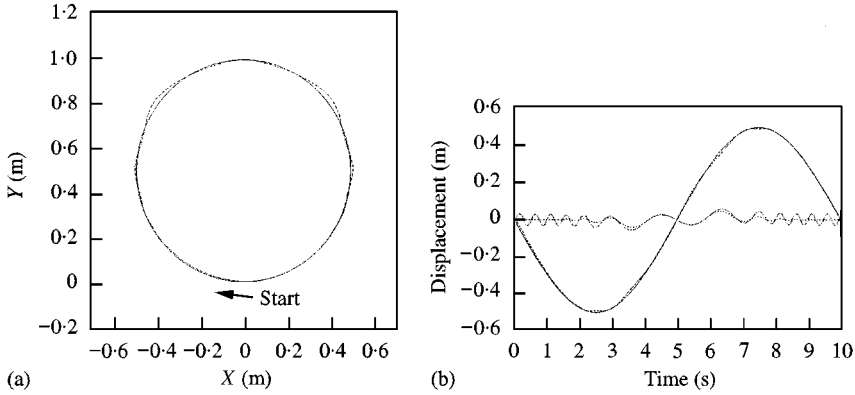 1·2
1·0
0·8
0·6
0·4
0·2
0
−0·2
Y (m)
Start
−0·6 −0·4 −0·2 0 0·2 0·4 0·6
X (m)
(a)
0·6
0·4
0·2
0
−0·2
−0·4
−0·6
Displacement (m)
0 1 2 3 4 5 6 7 8 9 10
Time (s)
(b)